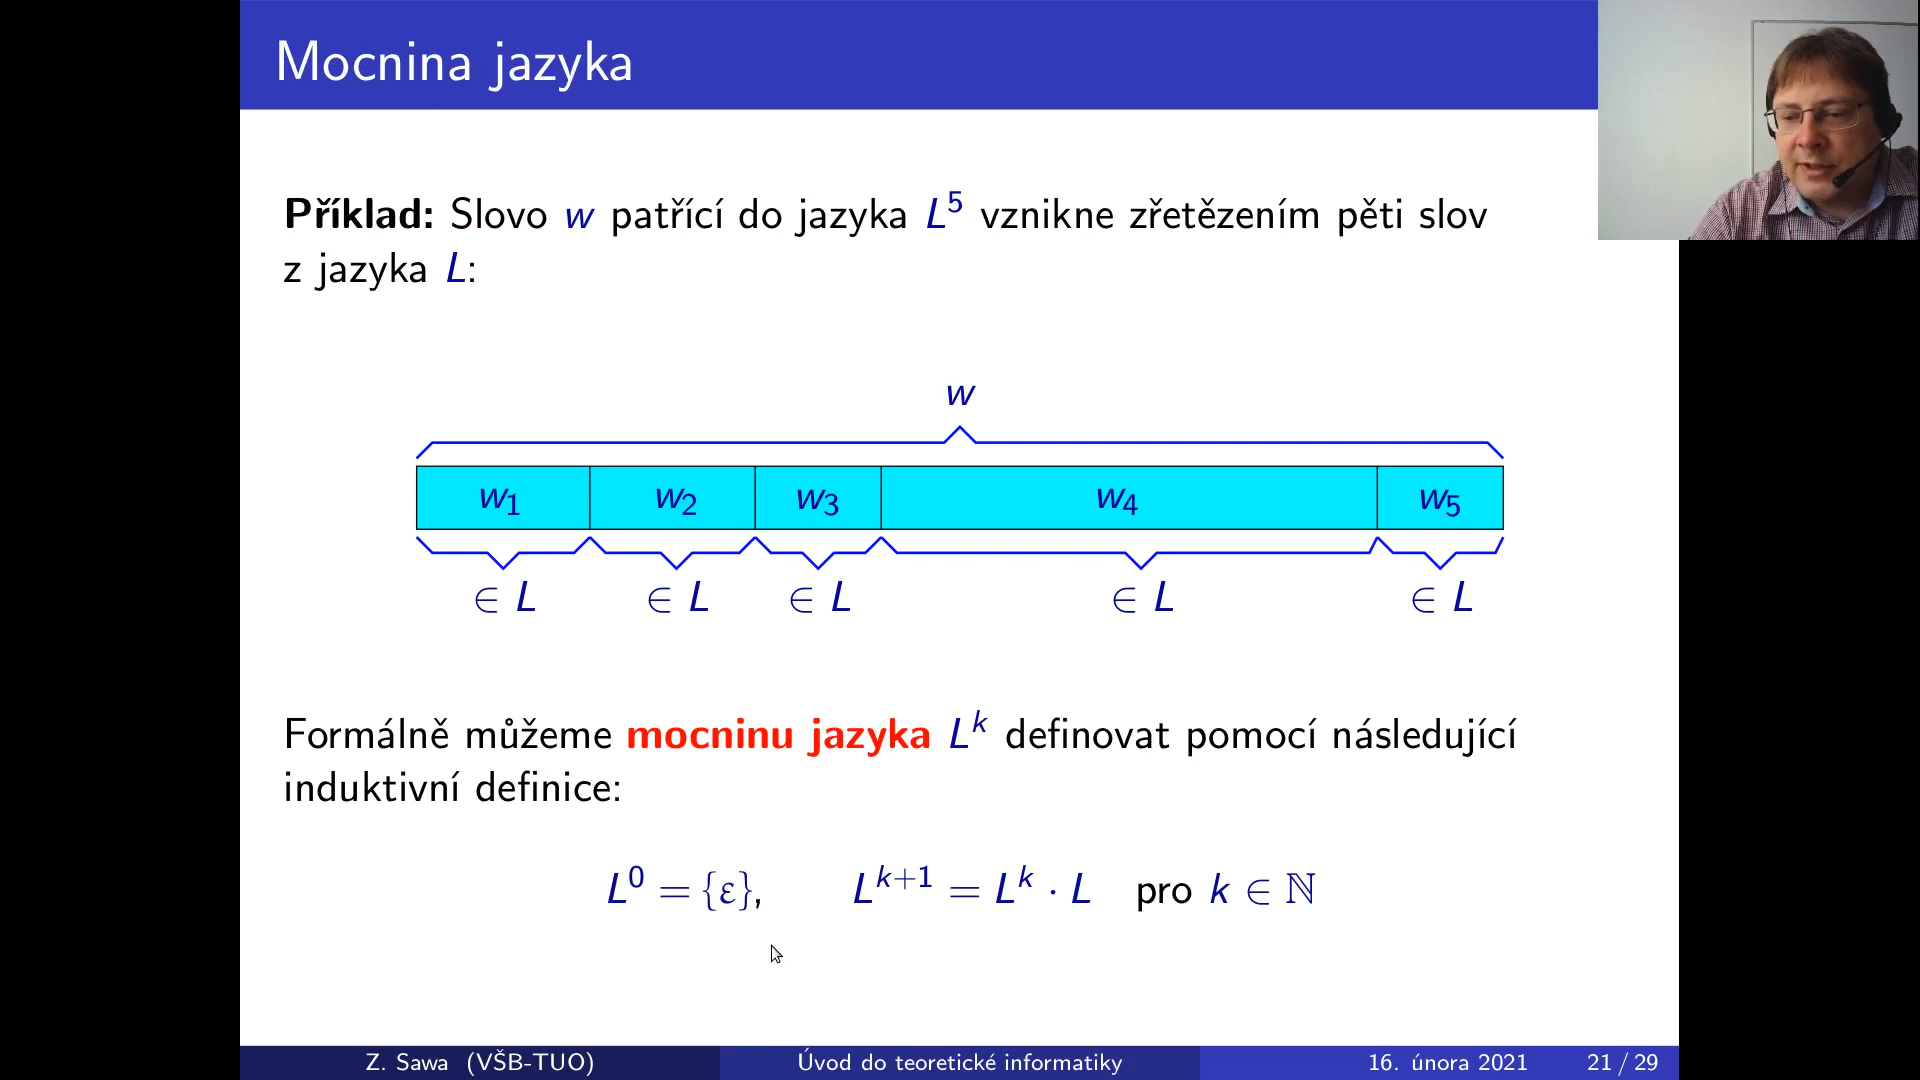 Mocnina jazyka
Příklad: Slovo w patřící do jazyka L⁵ vznikne zřetězením pěti slov
z jazyka L:
w
w₁ w₂ w₃ w₄ w₅
∈ L ∈ L ∈ L ∈ L ∈ L
Formálně můžeme mocninu jazyka Lᵏ definovat pomocí následující
induktivní definice:
L⁰ = {ε}, Lᵏ⁺¹ = Lᵏ · L pro k ∈ ℕ
Z. Sawa (VŠB-TUO) Úvod do teoretické informatiky 16. února 2021 21 / 29